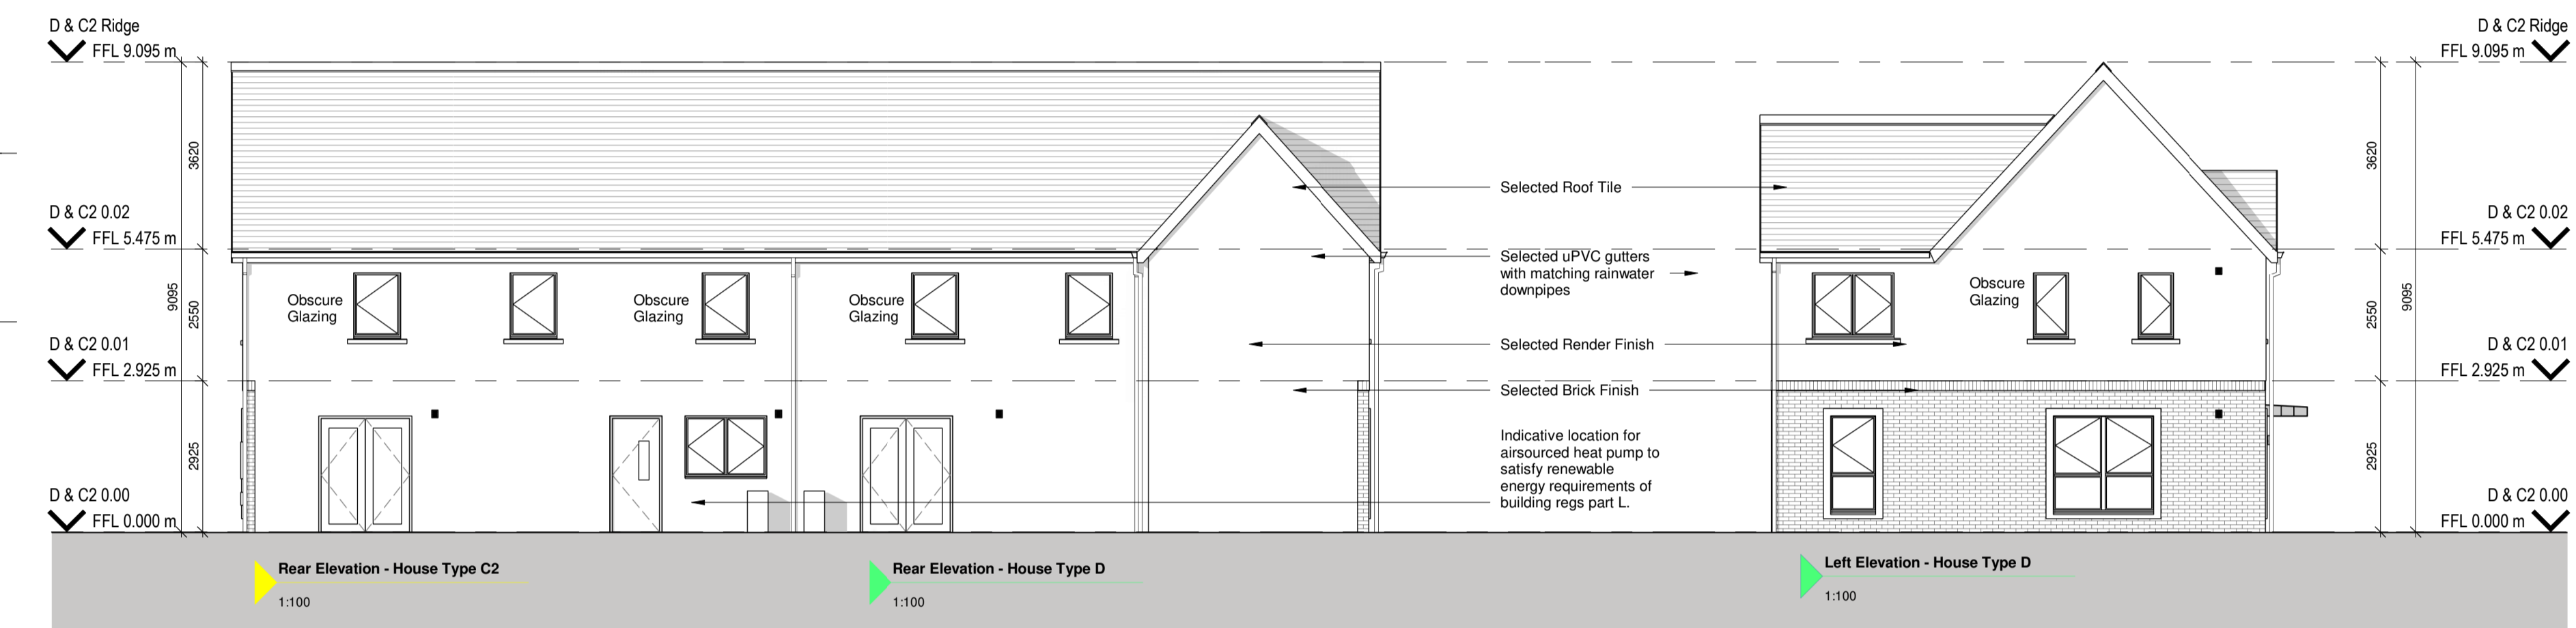 D & C2 Ridge
FFL 9.095 m
3620
D & C2 0.02
FFL 5.475 m
9095
2550
D & C2 0.01
FFL 2.925 m
2925
D & C2 0.00
FFL 0.000 m
Obscure
Glazing
Obscure
Glazing
Obscure
Glazing
Rear Elevation - House Type C2
1:100
Rear Elevation - House Type D
1:100
Selected Roof Tile
Selected uPVC gutters
with matching rainwater
downpipes
Selected Render Finish
Selected Brick Finish
Indicative location for
airsourced heat pump to
satisfy renewable
energy requirements of
building regs part L.
Obscure
Glazing
Left Elevation - House Type D
1:100
D & C2 Ridge
FFL 9.095 m
3620
D & C2 0.02
FFL 5.475 m
2550
9095
D & C2 0.01
FFL 2.925 m
2925
D & C2 0.00
FFL 0.000 m